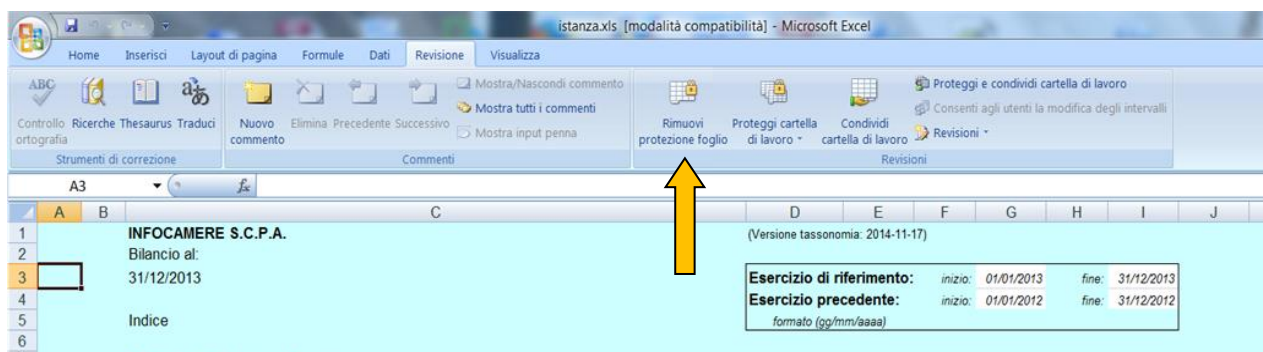 istanza.xls [modalità compatibilità] - Microsoft Excel
Home Inserisci Layout di pagina Formule Dati Revisione Visualizza
ABC
Controllo ortografia
Ricerche
Thesaurus
Traduci
Strumenti di correzione
Nuovo commento
Elimina
Precedente
Successivo
Mostra/Nascondi commento
Mostra tutti i commenti
Mostra input penna
Commenti
Rimuovi protezione foglio
Proteggi cartella di lavoro
Condividi cartella di lavoro
Proteggi e condividi cartella di lavoro
Consenti agli utenti la modifica degli intervalli
Revisioni
Revisioni
A3 fx
A B C D E F G H I J
1 INFOCAMERE S.C.P.A. (Versione tassonomia: 2014-11-17)
2 Bilancio al:
3 31/12/2013 Esercizio di riferimento: inizio: 01/01/2013 fine: 31/12/2013
4 Esercizio precedente: inizio: 01/01/2012 fine: 31/12/2012
5 Indice formato (gg/mm/aaaa)
6